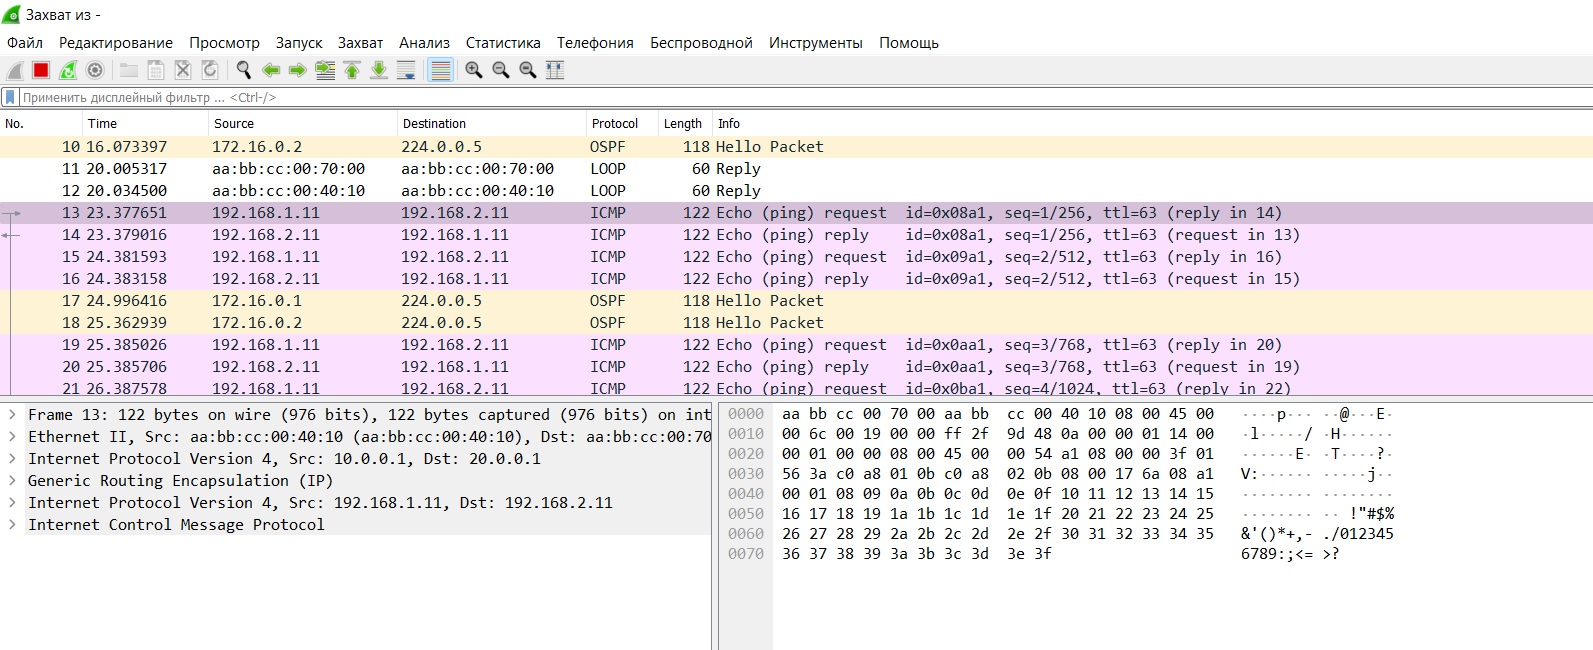 Захват из -
Файл Редактирование Просмотр Запуск Захват Анализ Статистика Телефония Беспроводной Инструменты Помощь
Применить дисплейный фильтр ... <Ctrl-/>
No. Time Source Destination Protocol Length Info
10 16.073397 172.16.0.2 224.0.0.5 OSPF 118 Hello Packet
11 20.005317 aa:bb:cc:00:70:00 aa:bb:cc:00:70:00 LOOP 60 Reply
12 20.034500 aa:bb:cc:00:40:10 aa:bb:cc:00:40:10 LOOP 60 Reply
13 23.377651 192.168.1.11 192.168.2.11 ICMP 122 Echo (ping) request id=0x08a1, seq=1/256, ttl=63 (reply in 14)
14 23.379016 192.168.2.11 192.168.1.11 ICMP 122 Echo (ping) reply id=0x08a1, seq=1/256, ttl=63 (request in 13)
15 24.381593 192.168.1.11 192.168.2.11 ICMP 122 Echo (ping) request id=0x09a1, seq=2/512, ttl=63 (reply in 16)
16 24.383158 192.168.2.11 192.168.1.11 ICMP 122 Echo (ping) reply id=0x09a1, seq=2/512, ttl=63 (request in 15)
17 24.996416 172.16.0.1 224.0.0.5 OSPF 118 Hello Packet
18 25.362939 172.16.0.2 224.0.0.5 OSPF 118 Hello Packet
19 25.385026 192.168.1.11 192.168.2.11 ICMP 122 Echo (ping) request id=0x0aa1, seq=3/768, ttl=63 (reply in 20)
20 25.385706 192.168.2.11 192.168.1.11 ICMP 122 Echo (ping) reply id=0x0aa1, seq=3/768, ttl=63 (request in 19)
21 26.387578 192.168.1.11 192.168.2.11 ICMP 122 Echo (ping) request id=0x0ba1, seq=4/1024, ttl=63 (reply in 22)
Frame 13: 122 bytes on wire (976 bits), 122 bytes captured (976 bits) on int
Ethernet II, Src: aa:bb:cc:00:40:10 (aa:bb:cc:00:40:10), Dst: aa:bb:cc:00:70
Internet Protocol Version 4, Src: 10.0.0.1, Dst: 20.0.0.1
Generic Routing Encapsulation (IP)
Internet Protocol Version 4, Src: 192.168.1.11, Dst: 192.168.2.11
Internet Control Message Protocol
0000 aa bb cc 00 70 00 aa bb cc 00 40 10 08 00 45 00 ····p··· ··@···E·
0010 00 6c 00 19 00 00 ff 2f 9d 48 0a 00 00 01 14 00 ·l·····/ ·H······
0020 00 01 00 00 08 00 45 00 00 54 a1 08 00 00 3f 01 ······E· ·T····?·
0030 56 3a c0 a8 01 0b c0 a8 02 0b 08 00 17 6a 08 a1 V:······ ·····j··
0040 00 01 08 09 0a 0b 0c 0d 0e 0f 10 11 12 13 14 15 ········ ········
0050 16 17 18 19 1a 1b 1c 1d 1e 1f 20 21 22 23 24 25 ········ ·· !"#$%
0060 26 27 28 29 2a 2b 2c 2d 2e 2f 30 31 32 33 34 35 &'()*+,- ./012345
0070 36 37 38 39 3a 3b 3c 3d 3e 3f 6789:;<= >?